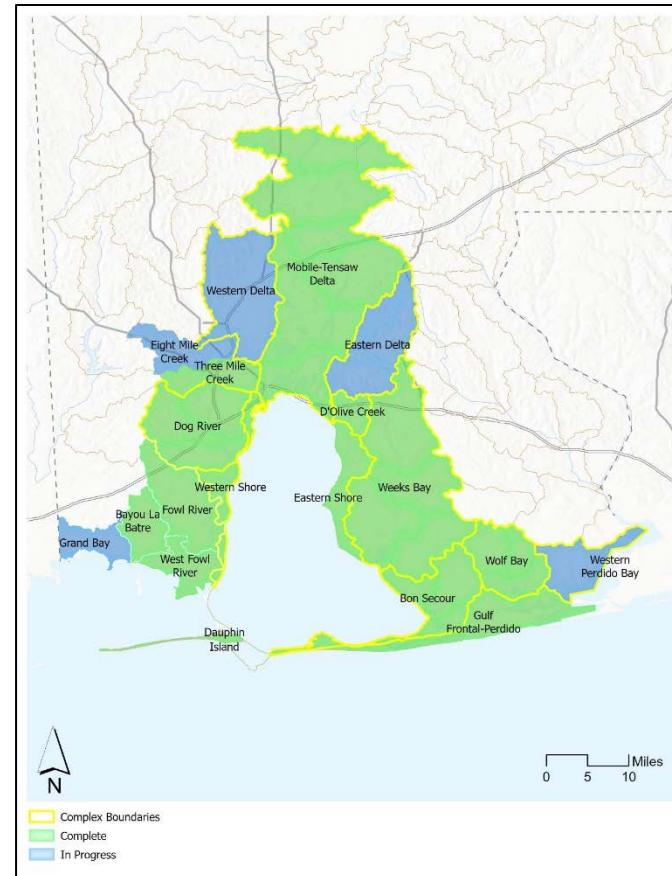 Mobile-Tensaw
Delta
Western Delta
Eastern Delta
Eight Mile
Creek
Three Mile
Creek
D'Olive Creek
Dog River
Western Shore
Eastern Shore
Weeks Bay
Fowl River
Bayou La
Batre
Grand Bay
West Fowl
River
Wolf Bay
Western
Perdido Bay
Bon Secour
Gulf
Frontal-Perdido
Dauphin
Island
N
Miles
0 5 10
Complex Boundaries
Complete
In Progress